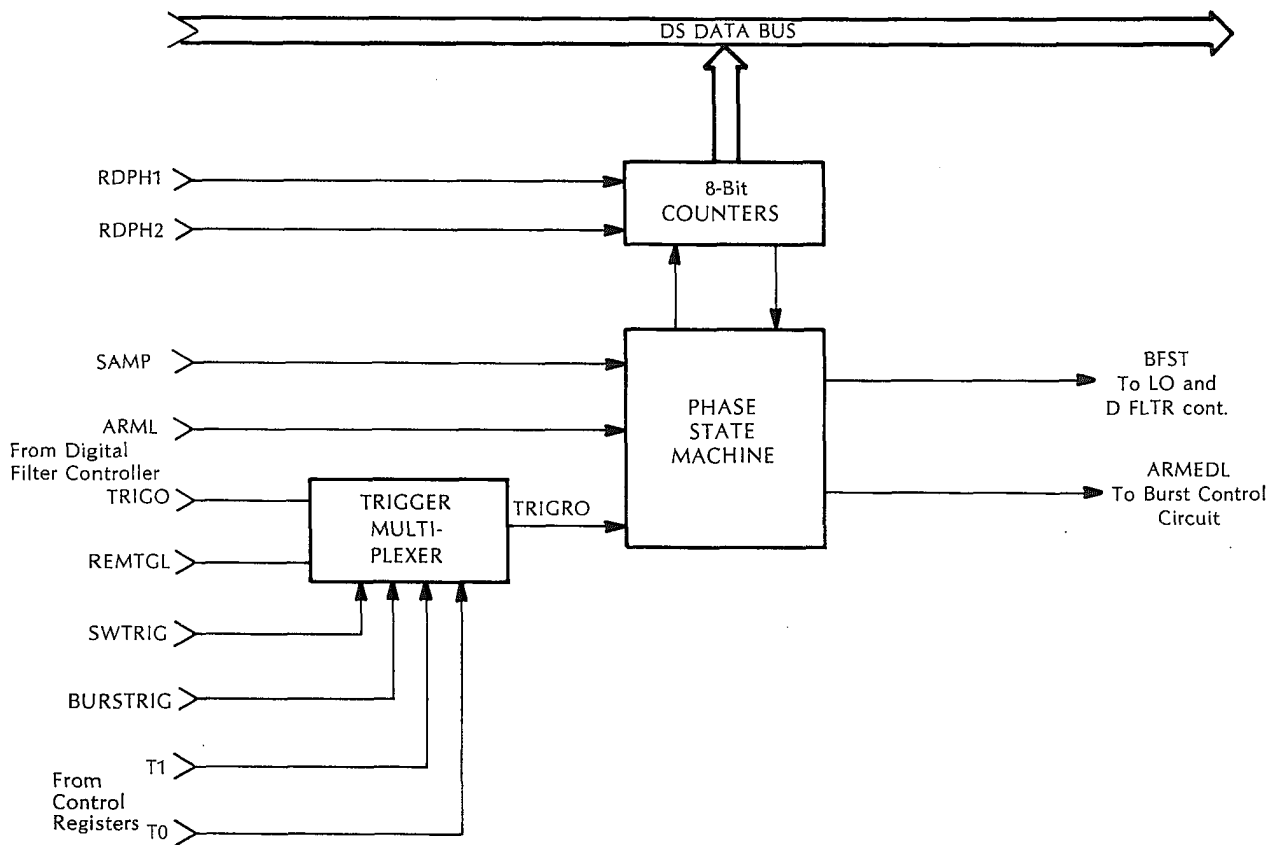 DS DATA BUS
RDPH1
RDPH2
8-Bit
COUNTERS
SAMP
ARML
From Digital
Filter Controller
TRIGO
REMTGL
SWTRIG
BURSTRIG
T1
From
Control
Registers
T0
TRIGGER
MULTI-
PLEXER
TRIGRO
PHASE
STATE
MACHINE
BFST
To LO and
D FLTR cont.
ARMEDL
To Burst Control
Circuit